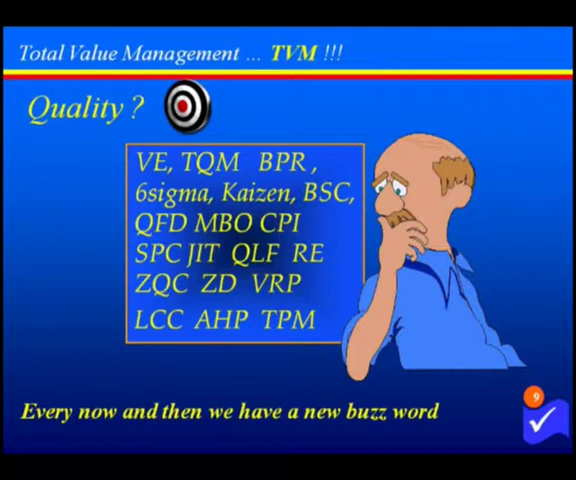 Total Value Management ... TVM !!!
Quality ?
VE, TQM BPR ,
6sigma, Kaizen, BSC,
QFD MBO CPI
SPC JIT QLF RE
ZQC ZD VRP
LCC AHP TPM
Every now and then we have a new buzz word
9